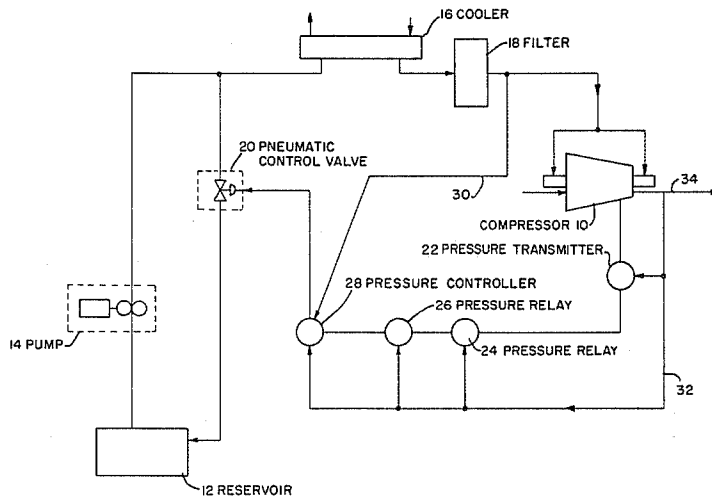 16 COOLER
18 FILTER
20 PNEUMATIC
CONTROL VALVE
30
34
COMPRESSOR 10
22 PRESSURE TRANSMITTER
28 PRESSURE CONTROLLER
26 PRESSURE RELAY
24 PRESSURE RELAY
14 PUMP
32
12 RESERVOIR